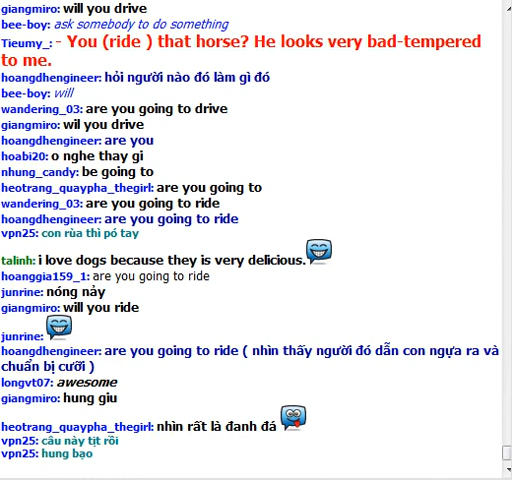 giangmiro: will you drive
bee-boy: ask somebody to do something
Tieumy_: - You (ride ) that horse? He looks very bad-tempered
to me.
hoangdhengineer: hỏi người nào đó làm gì đó
bee-boy: will
wandering_03: are you going to drive
giangmiro: wil you drive
hoangdhengineer: are you
hoabi20: o nghe thay gi
nhung_candy: be going to
heotrang_quaypha_thegirl: are you going to
wandering_03: are you going to ride
hoangdhengineer: are you going to ride
vpn25: con rùa thì pó tay
talinh: i love dogs because they is very delicious.
hoanggia159_1: are you going to ride
junrine: nóng nảy
giangmiro: will you ride
junrine:
hoangdhengineer: are you going to ride ( nhìn thấy người đó dẫn con ngựa ra và
chuẩn bị cưỡi )
longvt07: awesome
giangmiro: hung giu
heotrang_quaypha_thegirl: nhìn rất là đanh đá
vpn25: câu này tịt rồi
vpn25: hung bạo